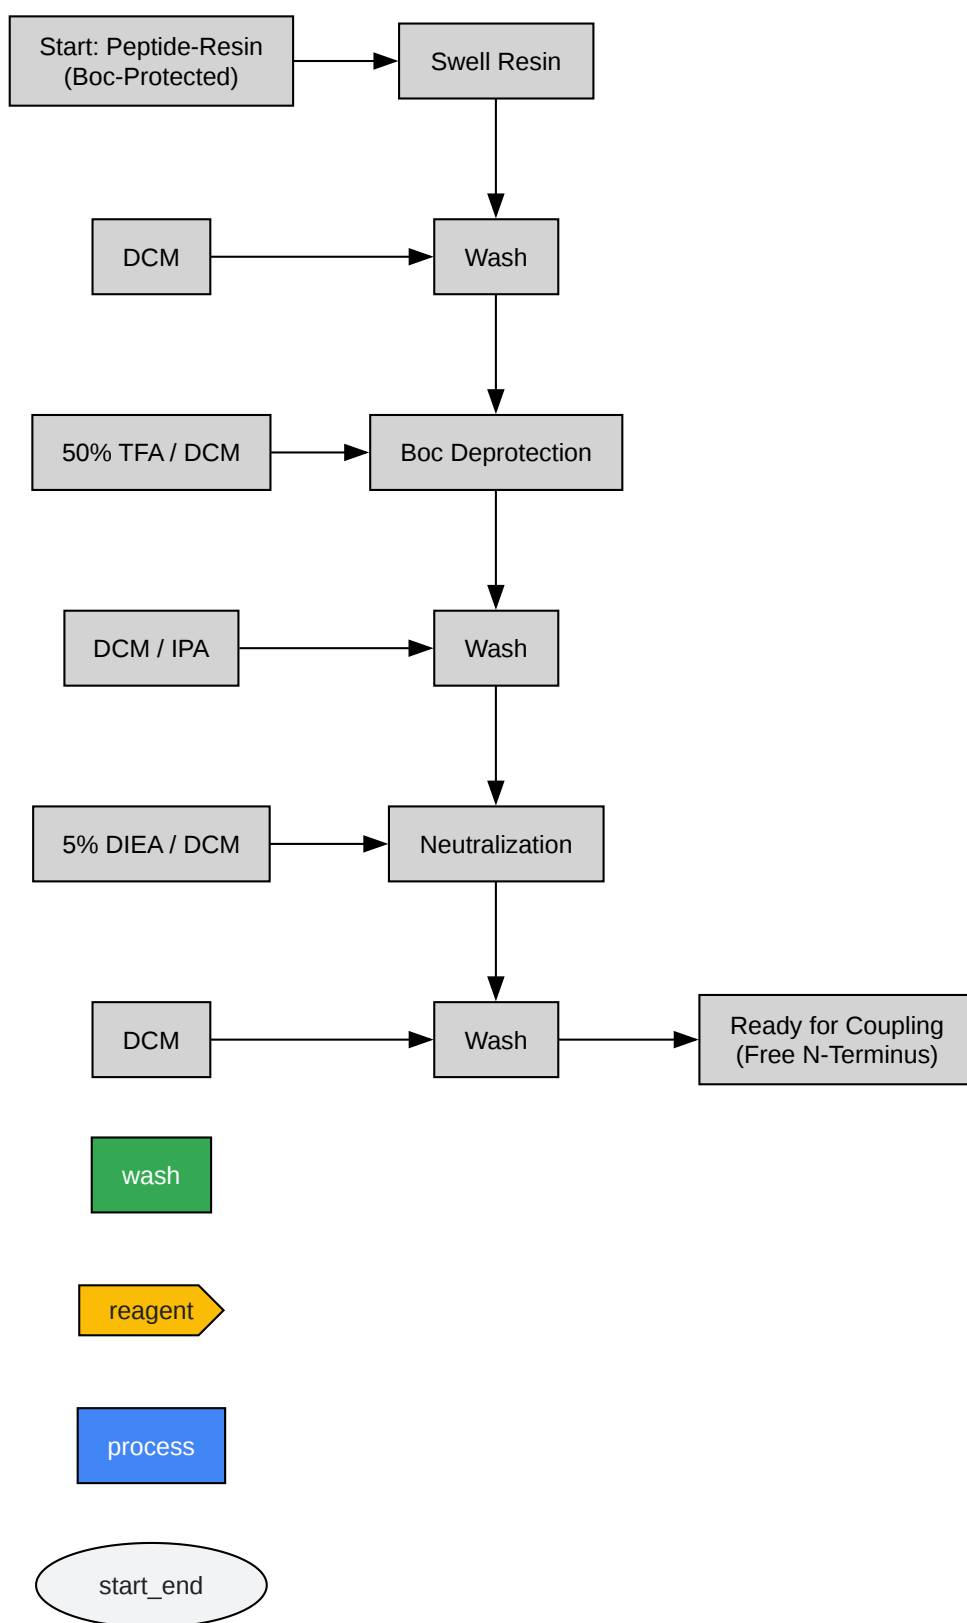 Start: Peptide-Resin
(Boc-Protected)
Swell Resin
DCM
Wash
50% TFA / DCM
Boc Deprotection
DCM / IPA
Wash
5% DIEA / DCM
Neutralization
DCM
Wash
Ready for Coupling
(Free N-Terminus)
wash
reagent
process
start_end